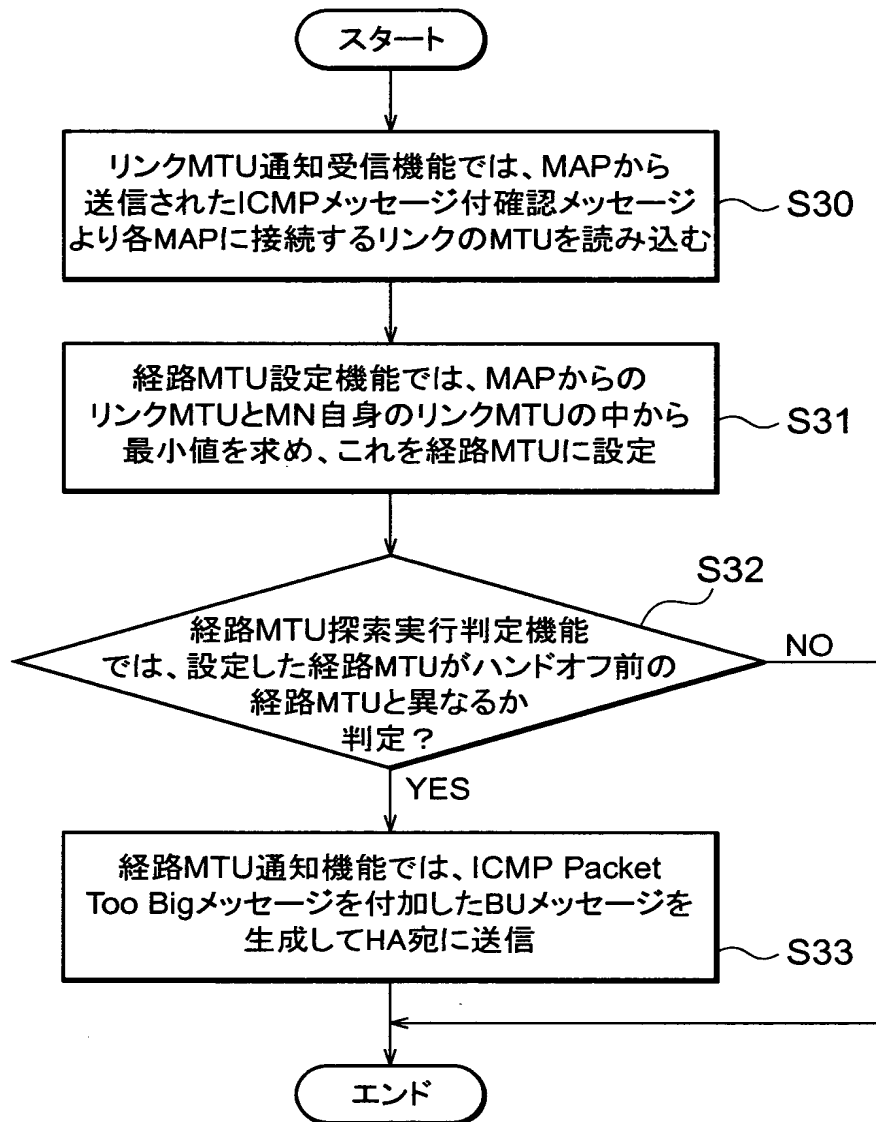 スタート
リンクMTU通知受信機能では、MAPから
送信されたICMPメッセージ付確認メッセージ
より各MAPに接続するリンクのMTUを読み込む
S30
経路MTU設定機能では、MAPからの
リンクMTUとMN自身のリンクMTUの中から
最小値を求め、これを経路MTUに設定
S31
S32
経路MTU探索実行判定機能
では、設定した経路MTUがハンドオフ前の
経路MTUと異なるか
判定？
NO
YES
経路MTU通知機能では、ICMP Packet
Too Bigメッセージを付加したBUメッセージを
生成してHA宛に送信
S33
エンド